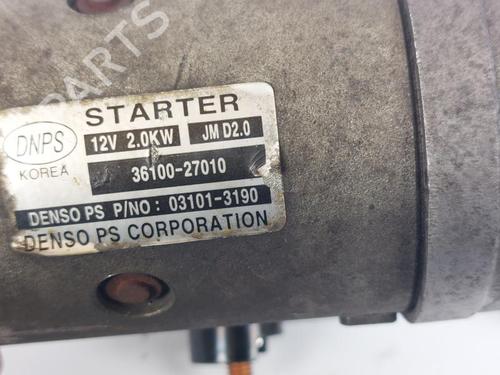 PARTS
STARTER
DNPS
KOREA
12V 2.0KW JM D2.0
36100-27010
DENSO PS P/NO: 03101-3190
DENSO PS CORPORATION